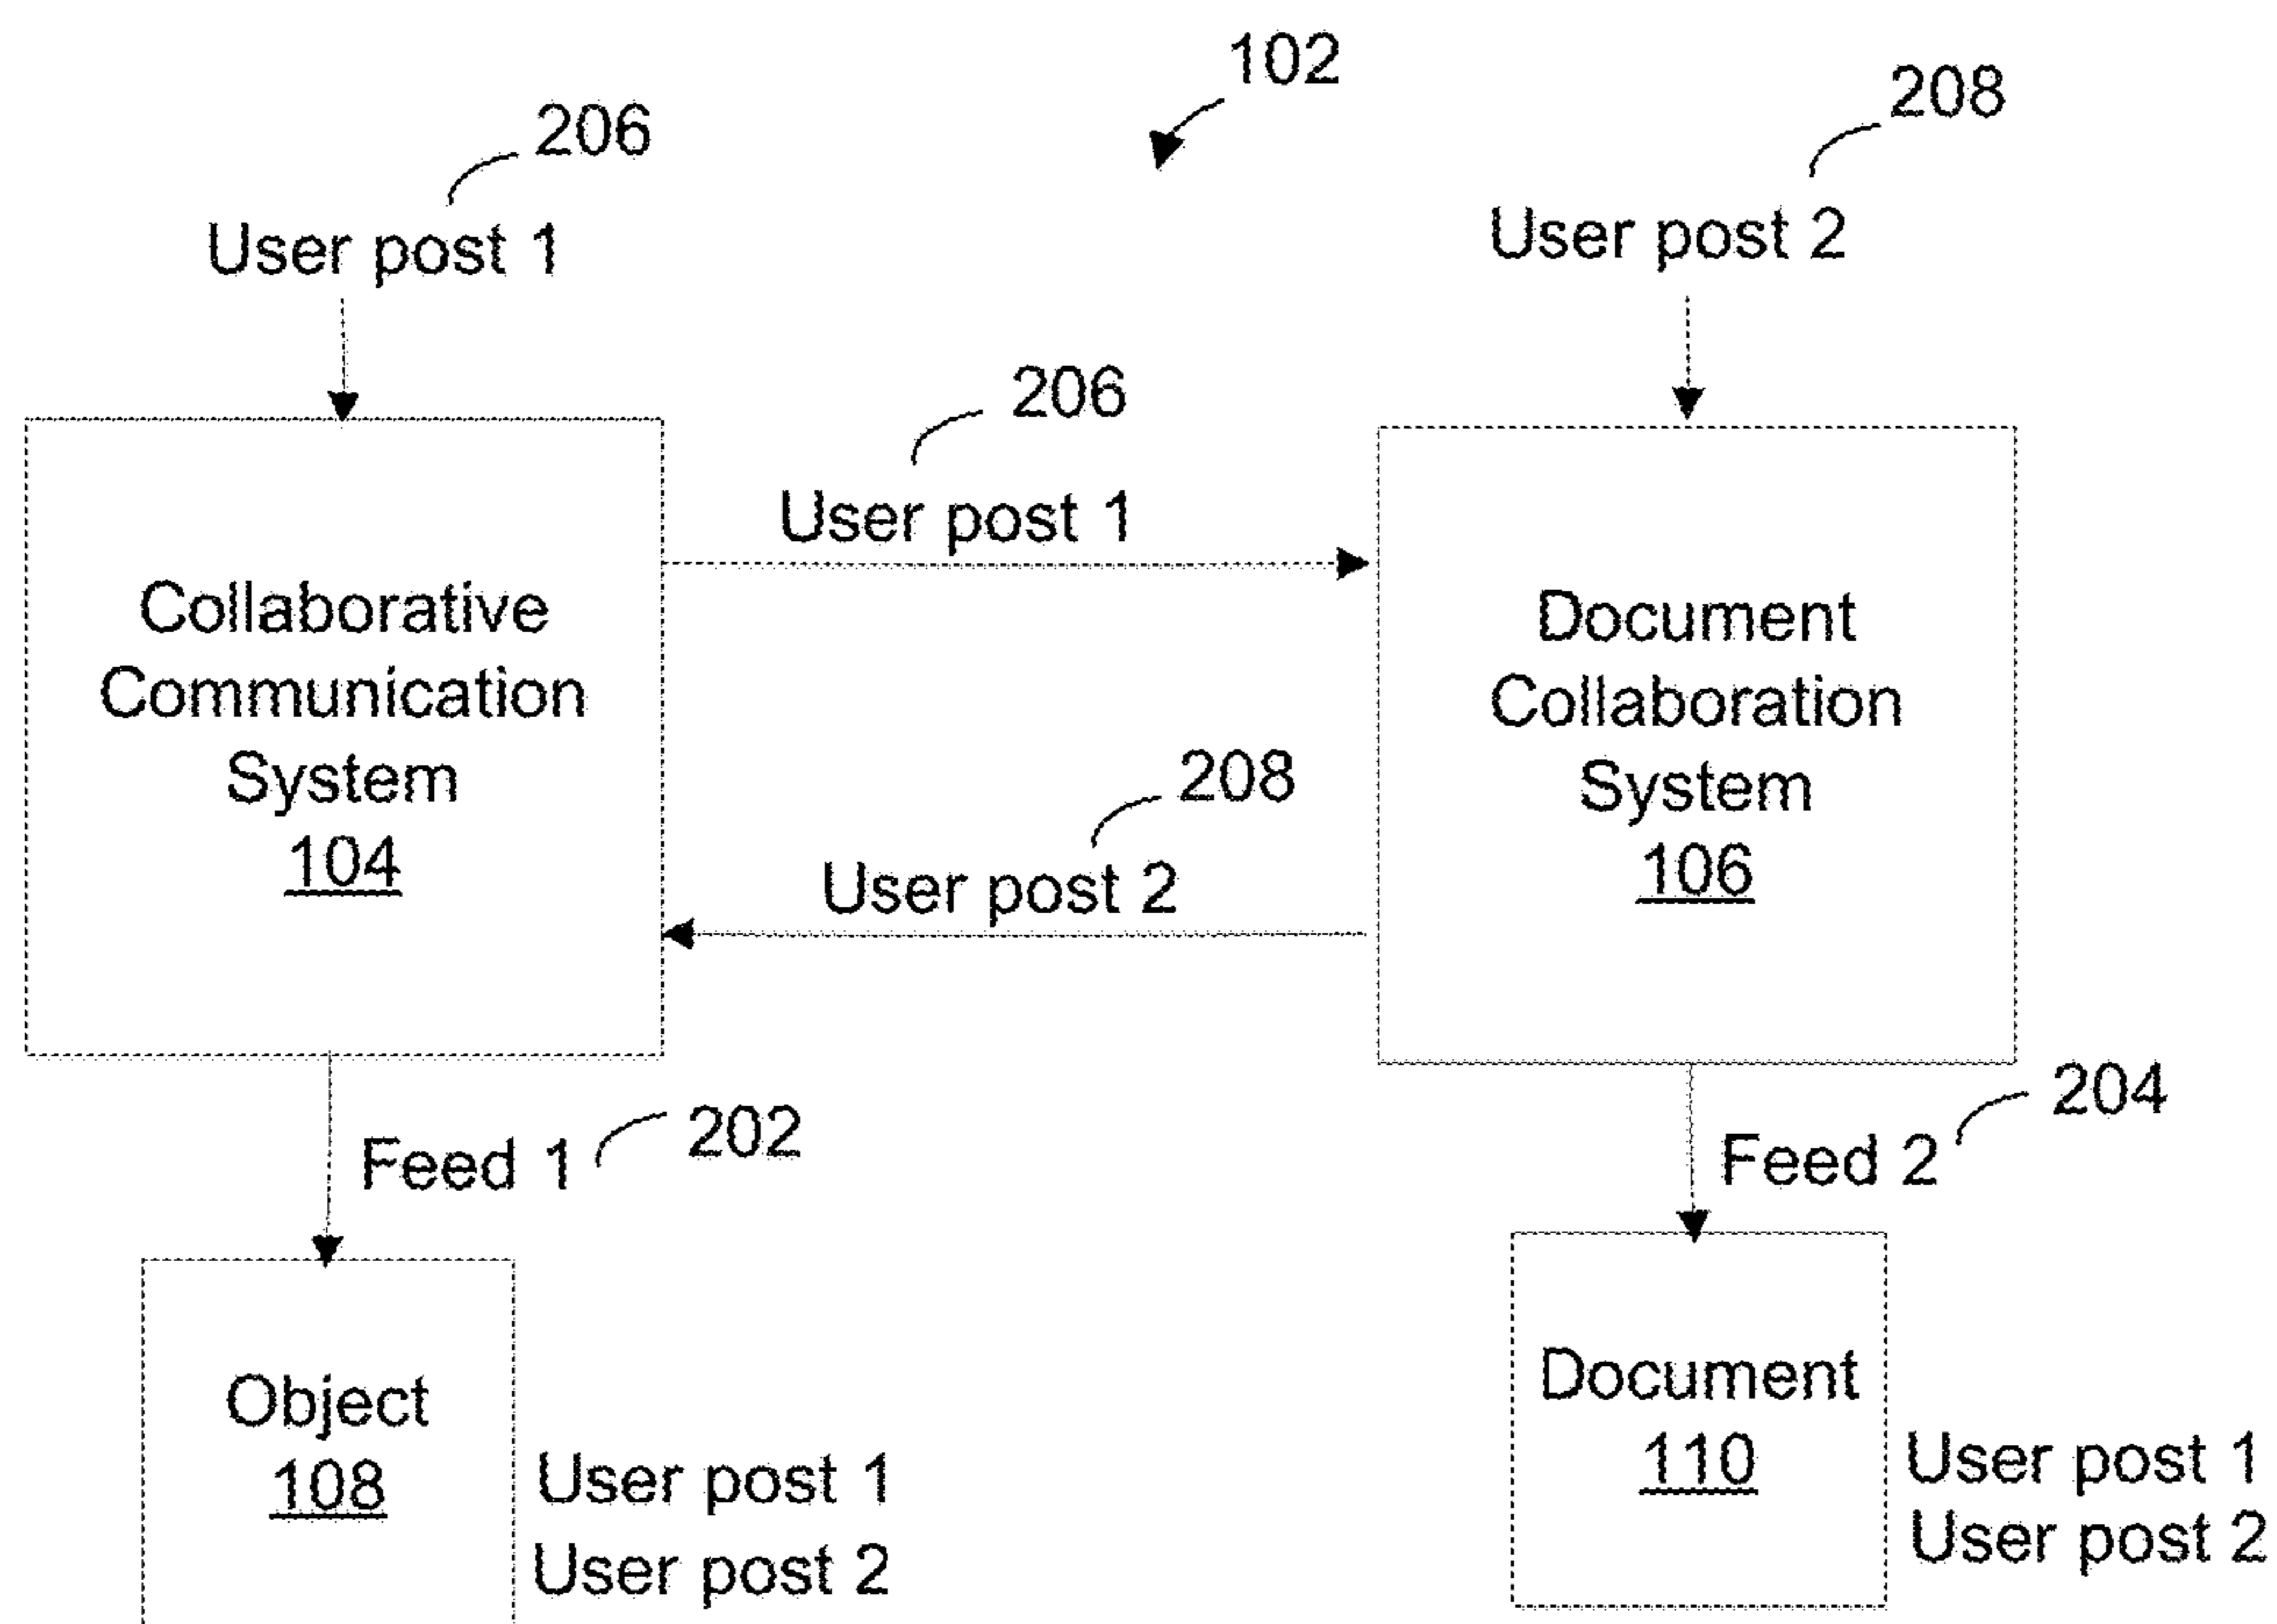 102
206
208
User post 1
User post 2
206
User post 1
Collaborative
Communication
System
104
Document
Collaboration
System
106
208
User post 2
Feed 1
202
Feed 2
204
Object
108
User post 1
User post 2
Document
110
User post 1
User post 2